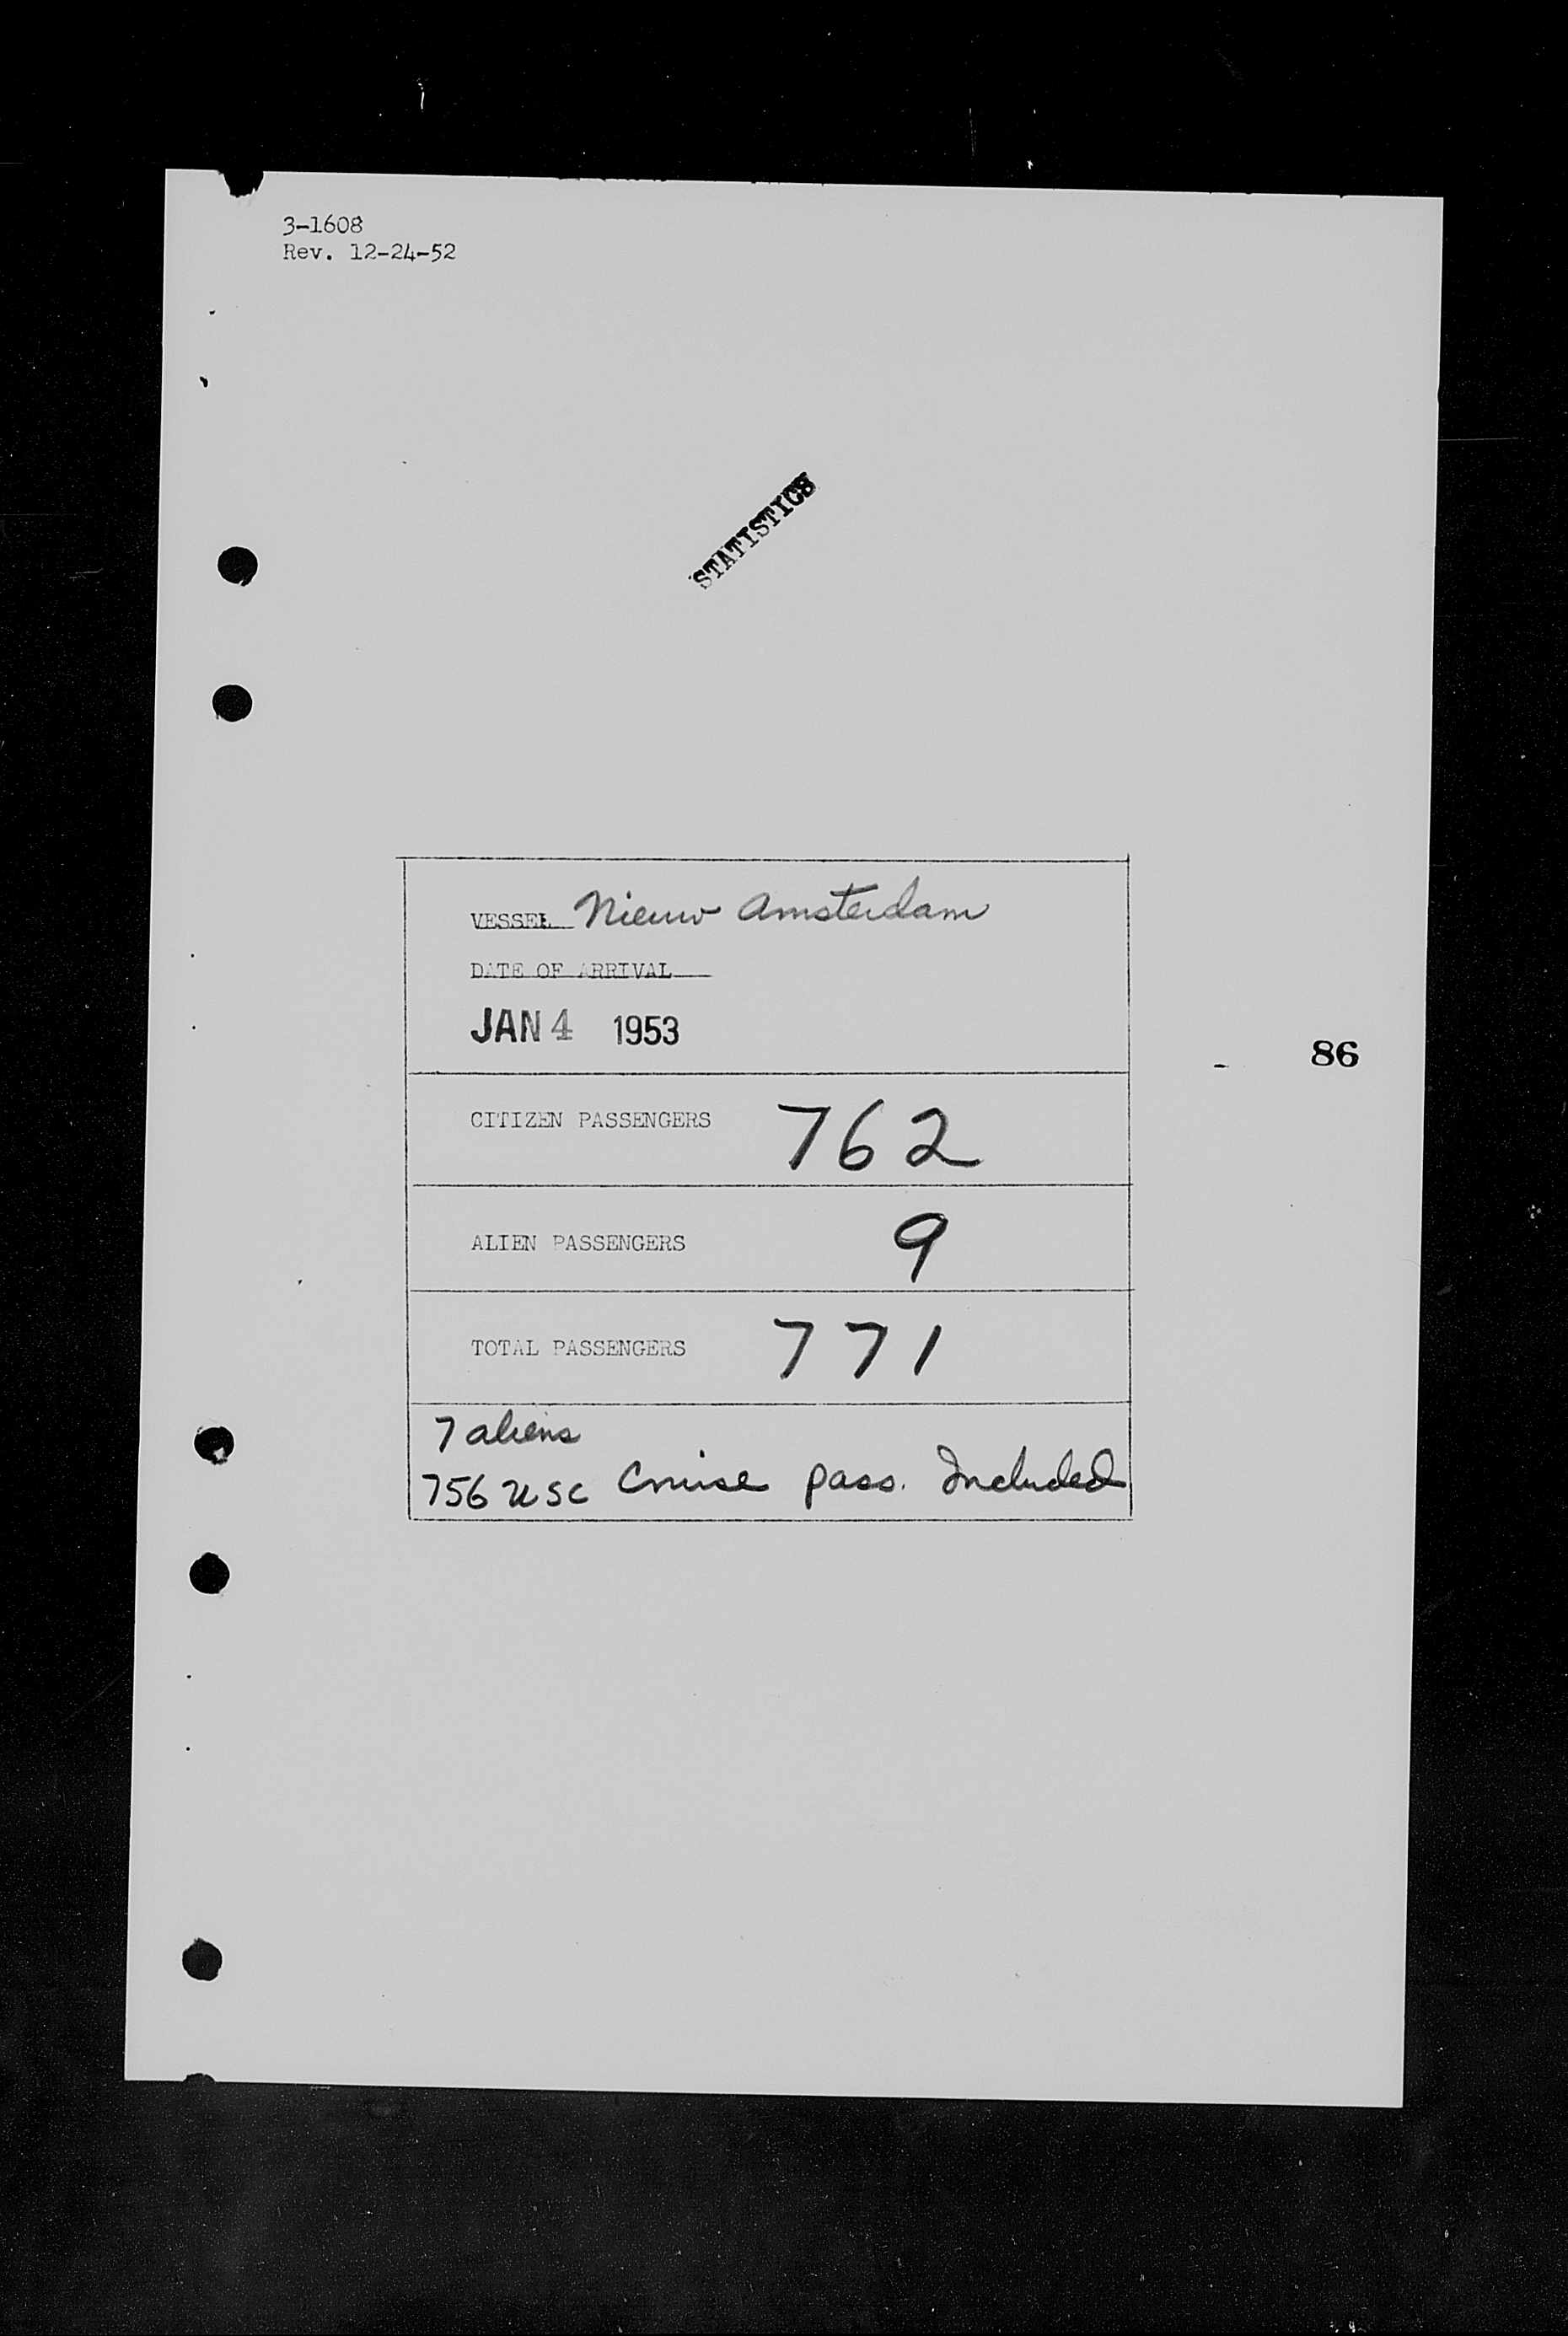 3-1608
Rev. 12-24-52
STATISTICS
VESSEL Nieuw Amsterdam
DATE OF ARRIVAL
JAN 4 1953
86
CITIZEN PASSENGERS 762
ALIEN PASSENGERS 9
TOTAL PASSENGERS 771
7 aliens
756 USC Cruise pass. Included